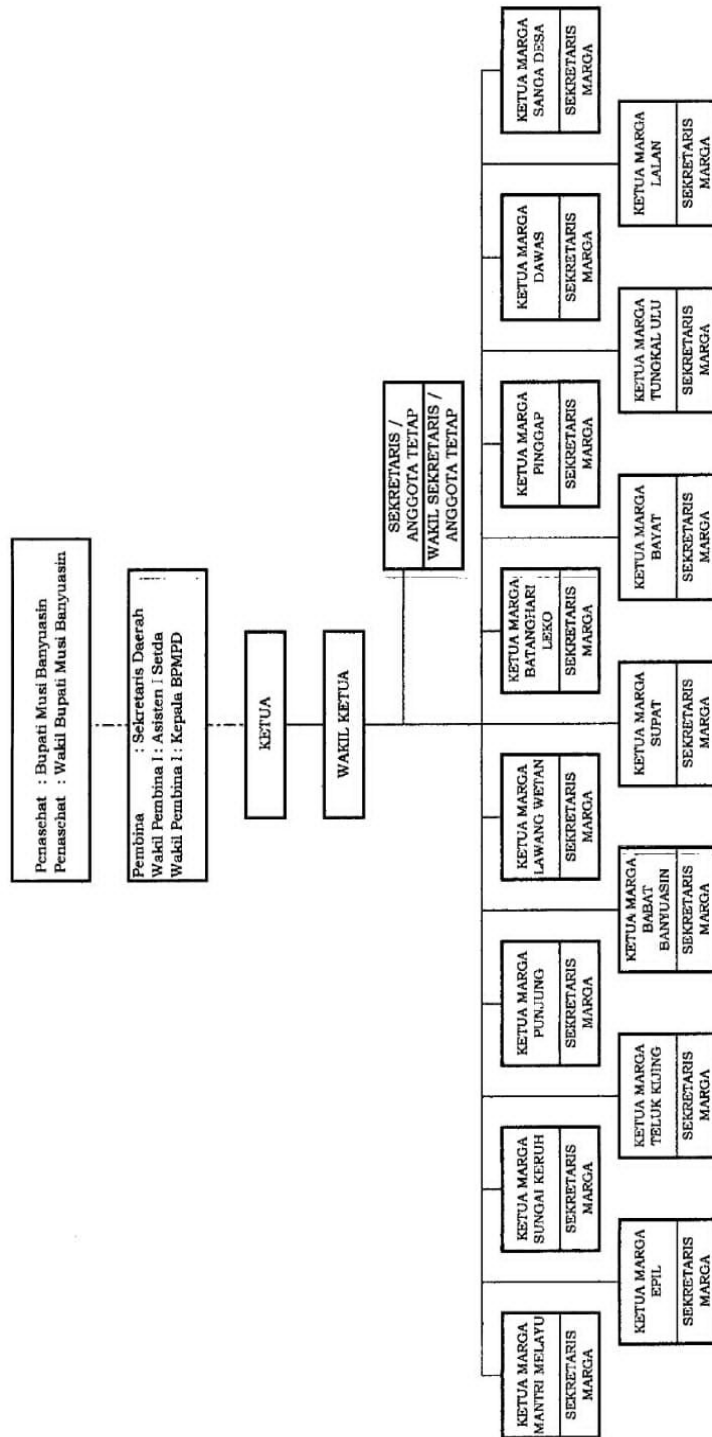 Penasehat : Bupati Musi Banyuasin
Penasehat : Wakil Bupati Musi Banyuasin
Pembina : Sekretaris Daerah
Wakil Pembina I : Asisten I Setda
Wakil Pembina I : Kepala BPMPD
KETUA
WAKIL KETUA
SEKRETARIS /
ANGGOTA TETAP
WAKIL SEKRETARIS /
ANGGOTA TETAP
KETUA MARGA
MANTRI MELAYU
SEKRETARIS
MARGA
KETUA MARGA
SUNGAI KERUH
SEKRETARIS
MARGA
KETUA MARGA
PUNJUNG
SEKRETARIS
MARGA
KETUA MARGA
LAWANG WETAN
SEKRETARIS
MARGA
KETUA MARGA
BATANGHARI
LEKO
SEKRETARIS
MARGA
KETUA MARGA
PINGGAP
SEKRETARIS
MARGA
KETUA MARGA
DAWAS
SEKRETARIS
MARGA
KETUA MARGA
SANGA DESA
SEKRETARIS
MARGA
KETUA MARGA
EPIL
SEKRETARIS
MARGA
KETUA MARGA
TELUK KIJING
SEKRETARIS
MARGA
KETUA MARGA
BABAT
BANYUASIN
SEKRETARIS
MARGA
KETUA MARGA
SUPAT
SEKRETARIS
MARGA
KETUA MARGA
BAYAT
SEKRETARIS
MARGA
KETUA MARGA
TUNGKAL ULU
SEKRETARIS
MARGA
KETUA MARGA
LALAN
SEKRETARIS
MARGA